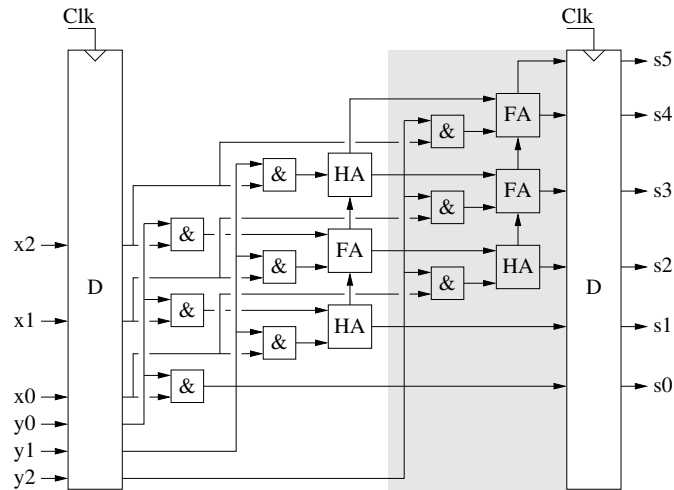 Clk Clk
s5
FA s4
&
& HA
FA s3
&
x2 & FA
& HA s2
&
D D
x1 & HA s1
&
x0 & s0
y0
y1
y2